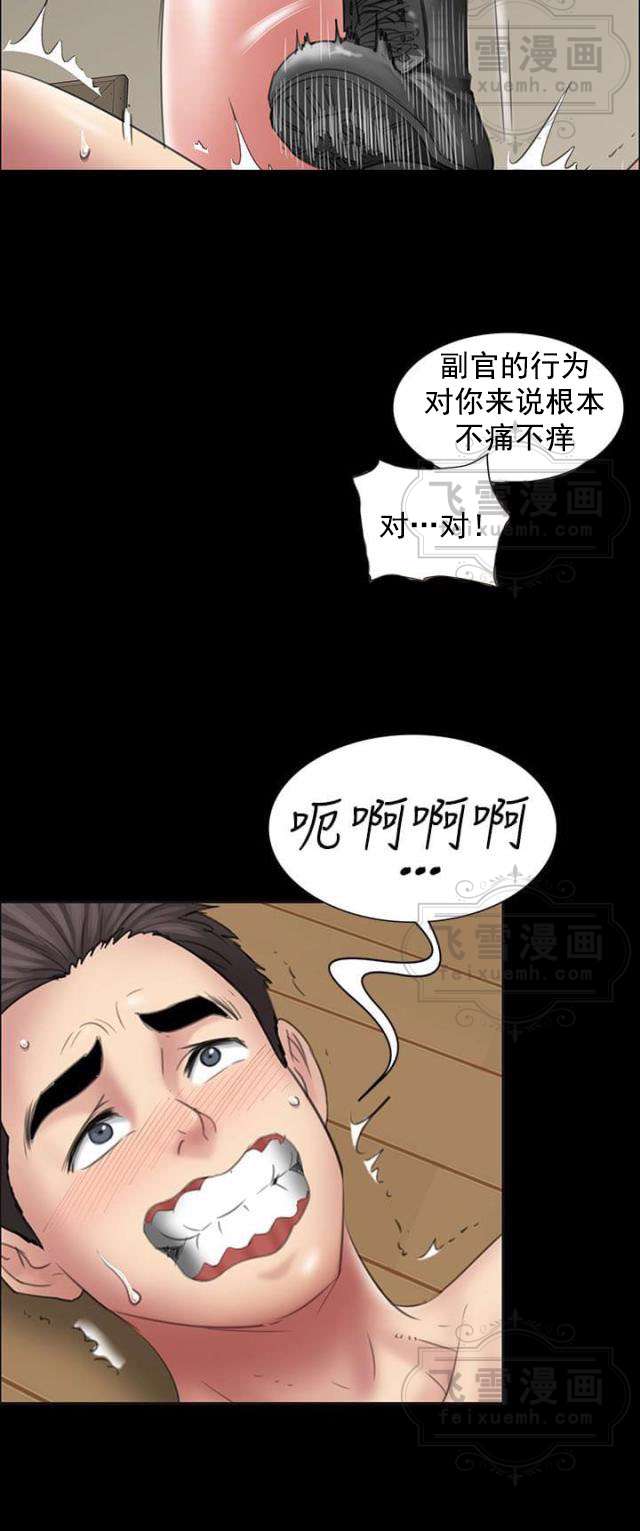 飞雪漫画
xuemh.com
副官的行为
对你来说根本
不痛不痒
飞雪漫画
feixuemh.com
对…对！
呃啊啊啊
…
飞雪漫画
feixuemh.com
飞雪漫画
feixuemh.com